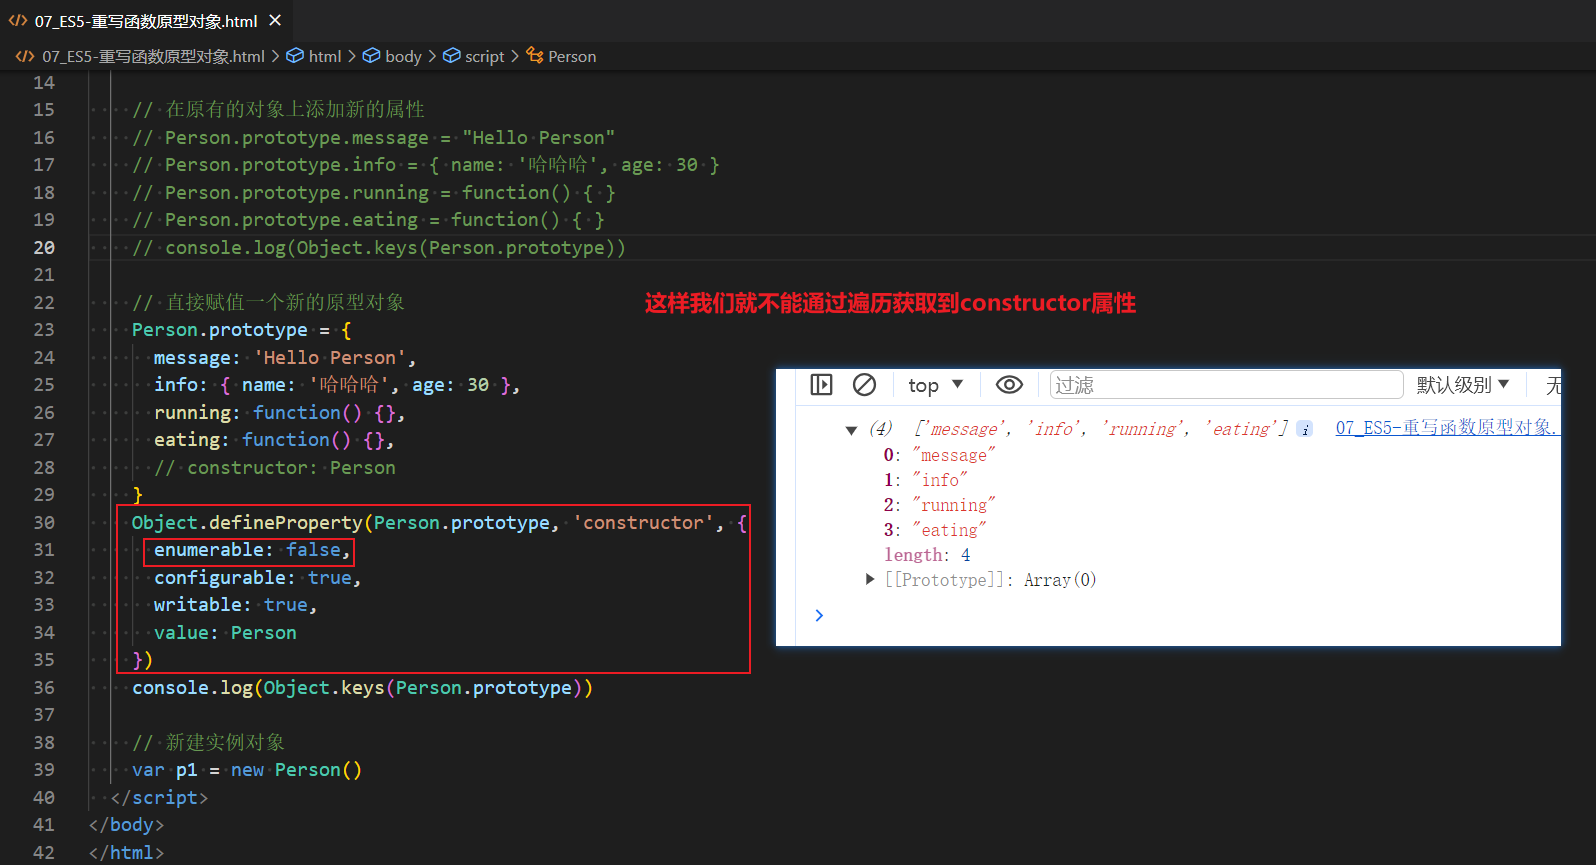 07_ES5-重写函数原型对象.html
07_ES5-重写函数原型对象.html > html > body > script > Person
14
15 // 在原有的对象上添加新的属性
16 // Person.prototype.message = "Hello Person"
17 // Person.prototype.info = { name: '哈哈哈', age: 30 }
18 // Person.prototype.running = function() { }
19 // Person.prototype.eating = function() { }
20 // console.log(Object.keys(Person.prototype))
21
22 // 直接赋值一个新的原型对象
这样我们就不能通过遍历获取到constructor属性
23 Person.prototype = {
24 message: 'Hello Person',
25 info: { name: '哈哈哈', age: 30 },
26 running: function() {},
27 eating: function() {},
28 // constructor: Person
29 }
30 Object.defineProperty(Person.prototype, 'constructor', {
31 enumerable: false,
32 configurable: true,
33 writable: true,
34 value: Person
35 })
36 console.log(Object.keys(Person.prototype))
37
38 // 新建实例对象
39 var p1 = new Person()
40 </script>
41 </body>
42 </html>
top 过滤 默认级别 无
(4) ['message', 'info', 'running', 'eating'] i 07_ES5-重写函数原型对象.
0: "message"
1: "info"
2: "running"
3: "eating"
length: 4
[[Prototype]]: Array(0)
>